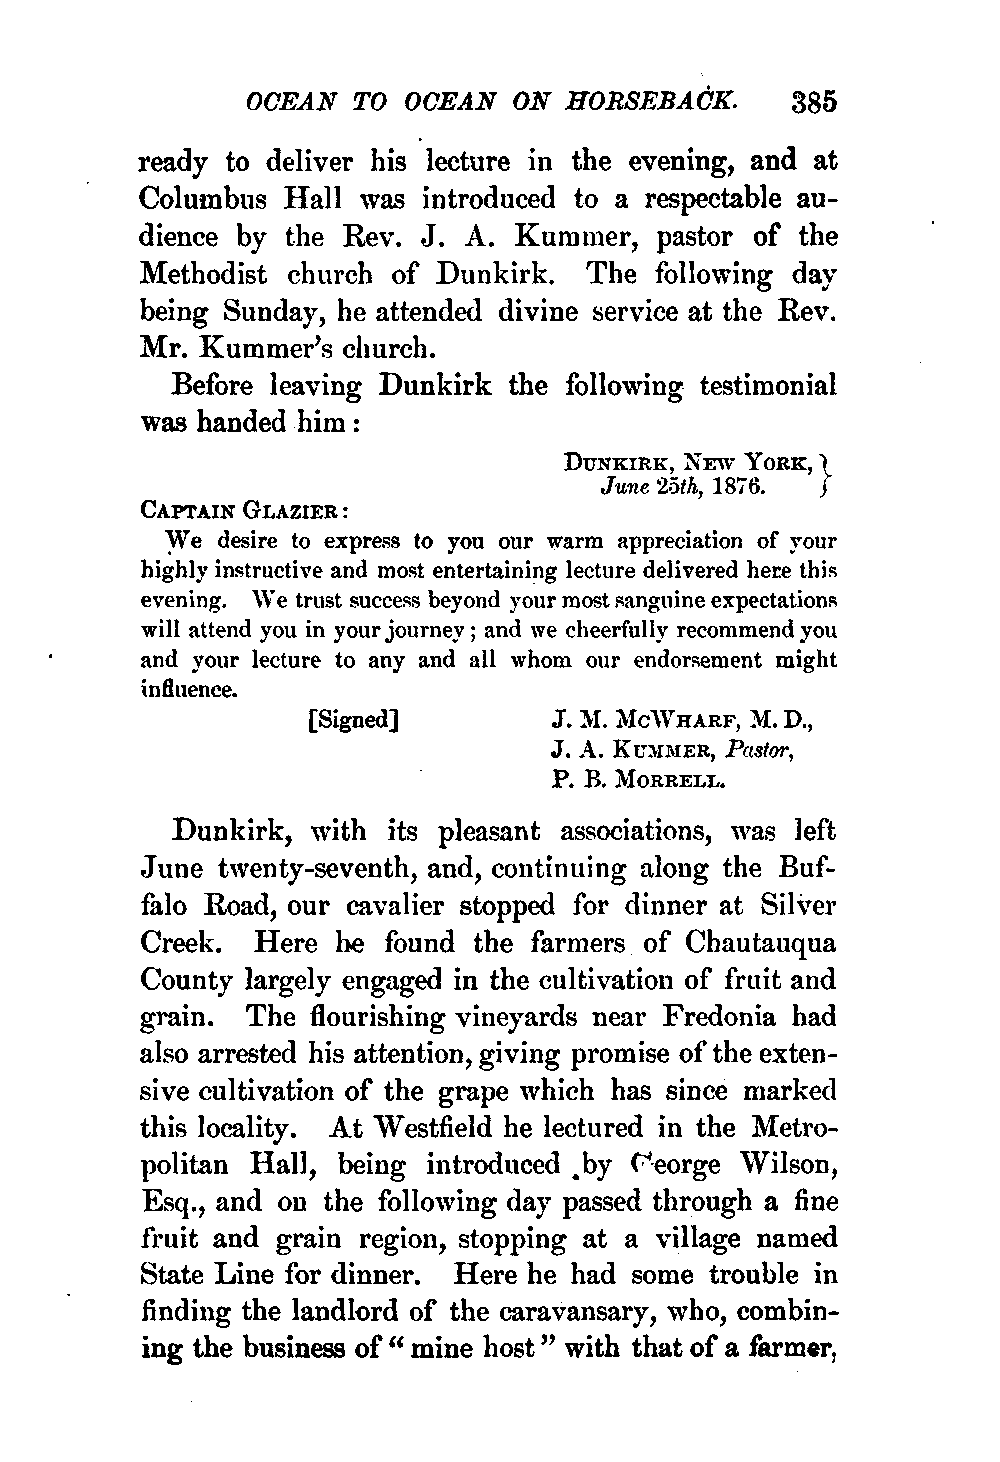 OCEAN TO OCEAN ON HORSEBACK. 385
ready to deliver his lecture in the evening, and at
Columbus Hall was introduced to a respectable au-
dience by the Rev. J. A. Kummer, pastor of the
Methodist church of Dunkirk. The following day
being Sunday, he attended divine service at the Rev.
Mr. Kummer's church.
Before leaving Dunkirk the following testimonial
was handed him :
DUNKIRK, NEW YORK, }
June 25th, 1876. }
CAPTAIN GLAZIER :
We desire to express to you our warm appreciation of your
highly instructive and most entertaining lecture delivered here this
evening. We trust success beyond your most sanguine expectations
will attend you in your journey ; and we cheerfully recommend you
and your lecture to any and all whom our endorsement might
influence.
[Signed] J. M. MCWHARF, M. D.,
J. A. KUMMER, Pastor,
P. B. MORRELL.
Dunkirk, with its pleasant associations, was left
June twenty-seventh, and, continuing along the Buf-
falo Road, our cavalier stopped for dinner at Silver
Creek. Here he found the farmers of Chautauqua
County largely engaged in the cultivation of fruit and
grain. The flourishing vineyards near Fredonia had
also arrested his attention, giving promise of the exten-
sive cultivation of the grape which has since marked
this locality. At Westfield he lectured in the Metro-
politan Hall, being introduced by George Wilson,
Esq., and on the following day passed through a fine
fruit and grain region, stopping at a village named
State Line for dinner. Here he had some trouble in
finding the landlord of the caravansary, who, combin-
ing the business of " mine host " with that of a farmer,